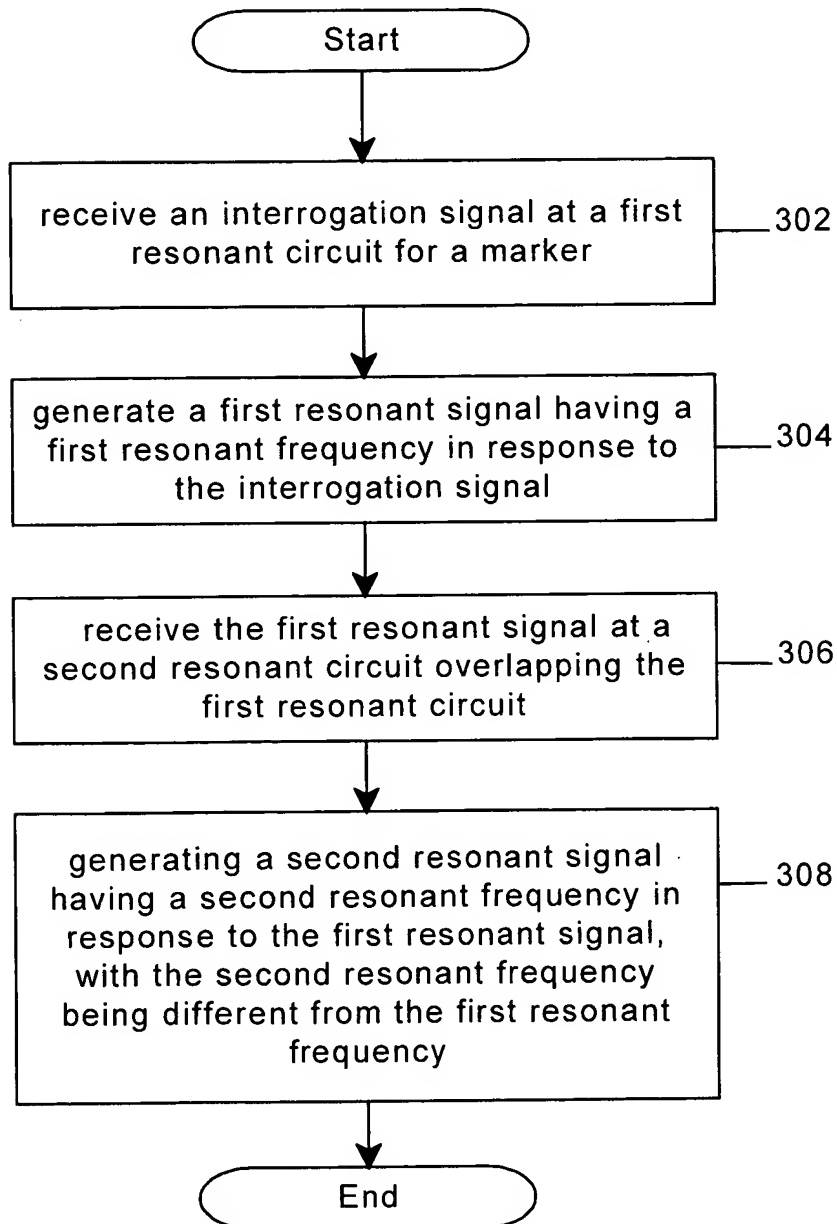 Start
receive an interrogation signal at a first
resonant circuit for a marker
302
generate a first resonant signal having a
first resonant frequency in response to
the interrogation signal
304
receive the first resonant signal at a
second resonant circuit overlapping the
first resonant circuit
306
generating a second resonant signal
having a second resonant frequency in
response to the first resonant signal,
with the second resonant frequency
being different from the first resonant
frequency
308
End